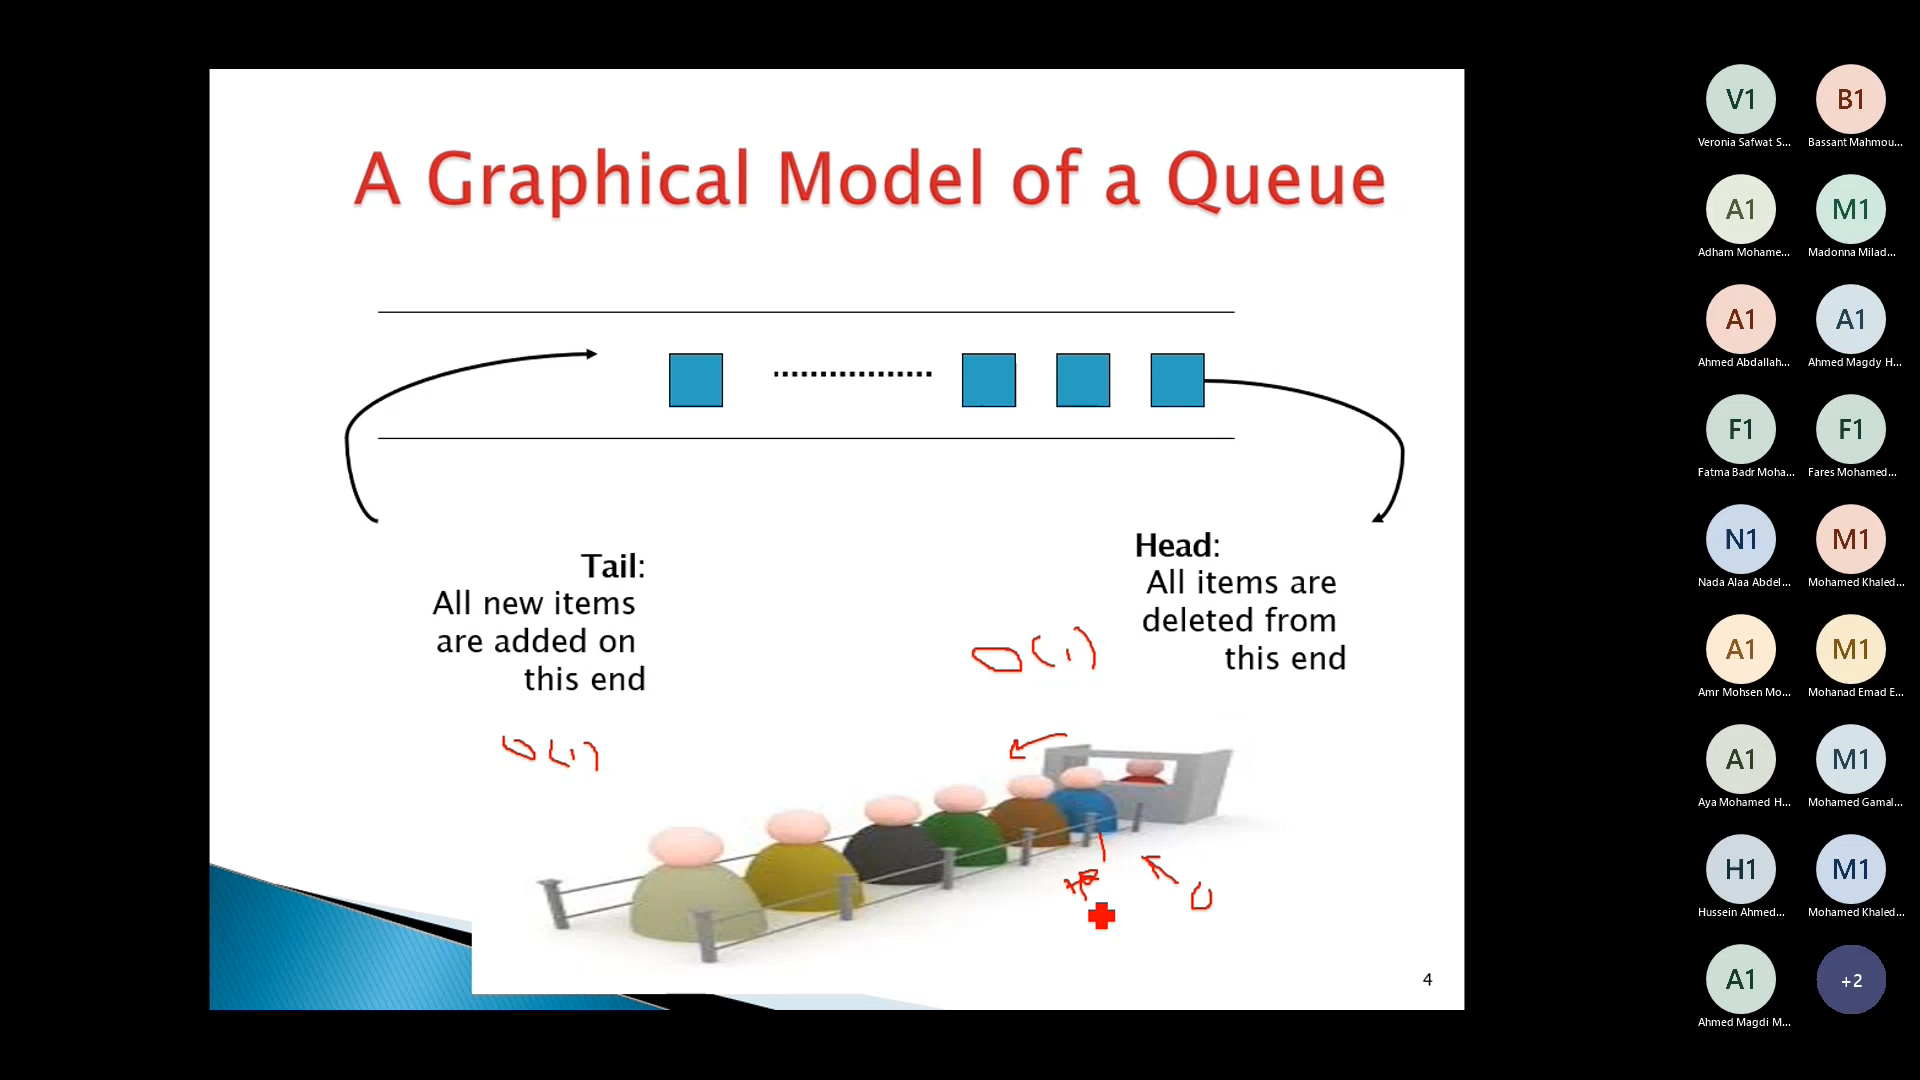 A Graphical Model of a Queue
Tail:
All new items
are added on
this end
Head:
All items are
deleted from
this end
O(1)
O(1)
4
V1
B1
Veronia Safwat S...
Bassant Mahmou...
A1
M1
Adham Mohame...
Madonna Milad...
A1
A1
Ahmed Abdallah...
Ahmed Magdy H...
F1
F1
Fatma Badr Moha...
Fares Mohamed...
N1
M1
Nada Alaa Abdel...
Mohamed Khaled...
A1
M1
Amr Mohsen Mo...
Mohanad Emad E...
A1
M1
Aya Mohamed H...
Mohamed Gamal...
H1
M1
Hussein Ahmed...
Mohamed Khaled...
A1
+2
Ahmed Magdi M...